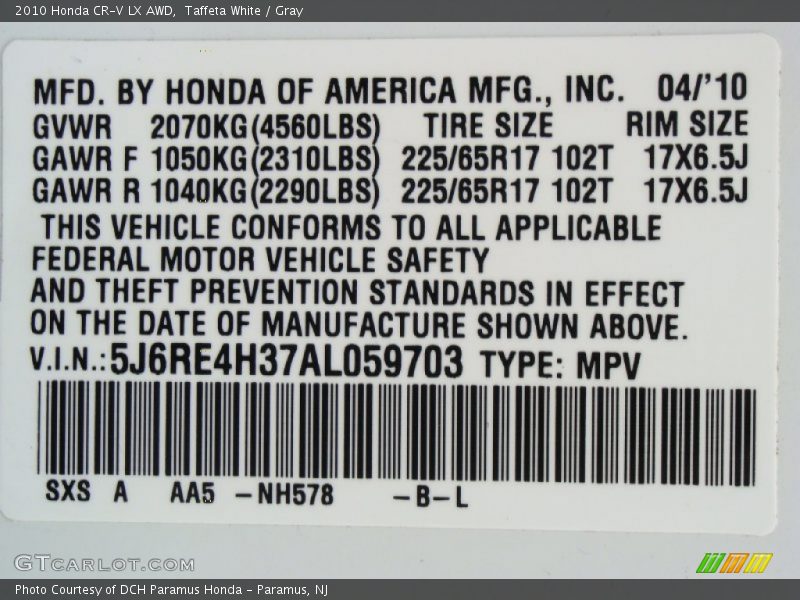 2010 Honda CR-V LX AWD,  Taffeta White / Gray
MFD. BY HONDA OF AMERICA MFG., INC.  04/'10
GVWR  2070KG(4560LBS)  TIRE SIZE  RIM SIZE
GAWR F 1050KG(2310LBS)  225/65R17 102T  17X6.5J
GAWR R 1040KG(2290LBS)  225/65R17 102T  17X6.5J
THIS VEHICLE CONFORMS TO ALL APPLICABLE
FEDERAL MOTOR VEHICLE SAFETY
AND THEFT PREVENTION STANDARDS IN EFFECT
ON THE DATE OF MANUFACTURE SHOWN ABOVE.
V.I.N.:5J6RE4H37AL059703 TYPE: MPV
SXS A  AA5 -NH578  -B-L
GTCARLOT.COM
Photo Courtesy of DCH Paramus Honda - Paramus, NJ